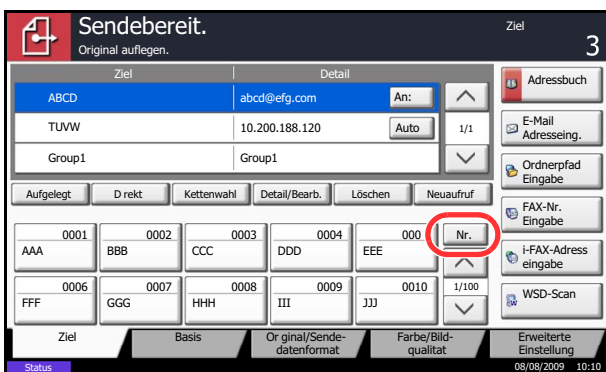 Sendebereit.
Original auflegen.
Ziel
3
Ziel Detail
ABCD abcd@efg.com An:
TUVW 10.200.188.120 Auto 1/1
Group1 Group1
Aufgelegt D rekt Kettenwahl Detail/Bearb. Löschen Neuaufruf
0001 0002 0003 0004 000 Nr.
AAA BBB CCC DDD EEE
0006 0007 0008 0009 0010 1/100
FFF GGG HHH III JJJ
Adressbuch
E-Mail
Adresseing.
Ordnerpfad
Eingabe
FAX-Nr.
Eingabe
i-FAX-Adress
eingabe
WSD-Scan
Ziel Basis Or ginal/Sende-
datenformat
Farbe/Bild-
qualitat
Erweiterte
Einstellung
Status 08/08/2009 10:10